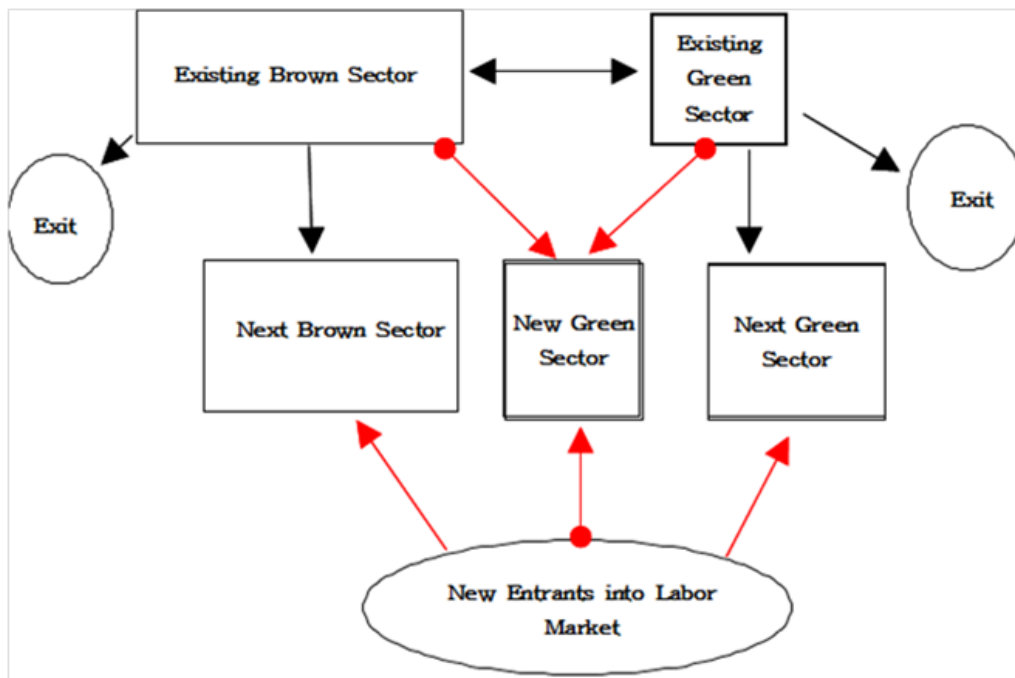 Existing Brown Sector
Existing
Green
Sector
Exit
Exit
Next Brown Sector
New Green
Sector
Next Green
Sector
New Entrants into Labor
Market